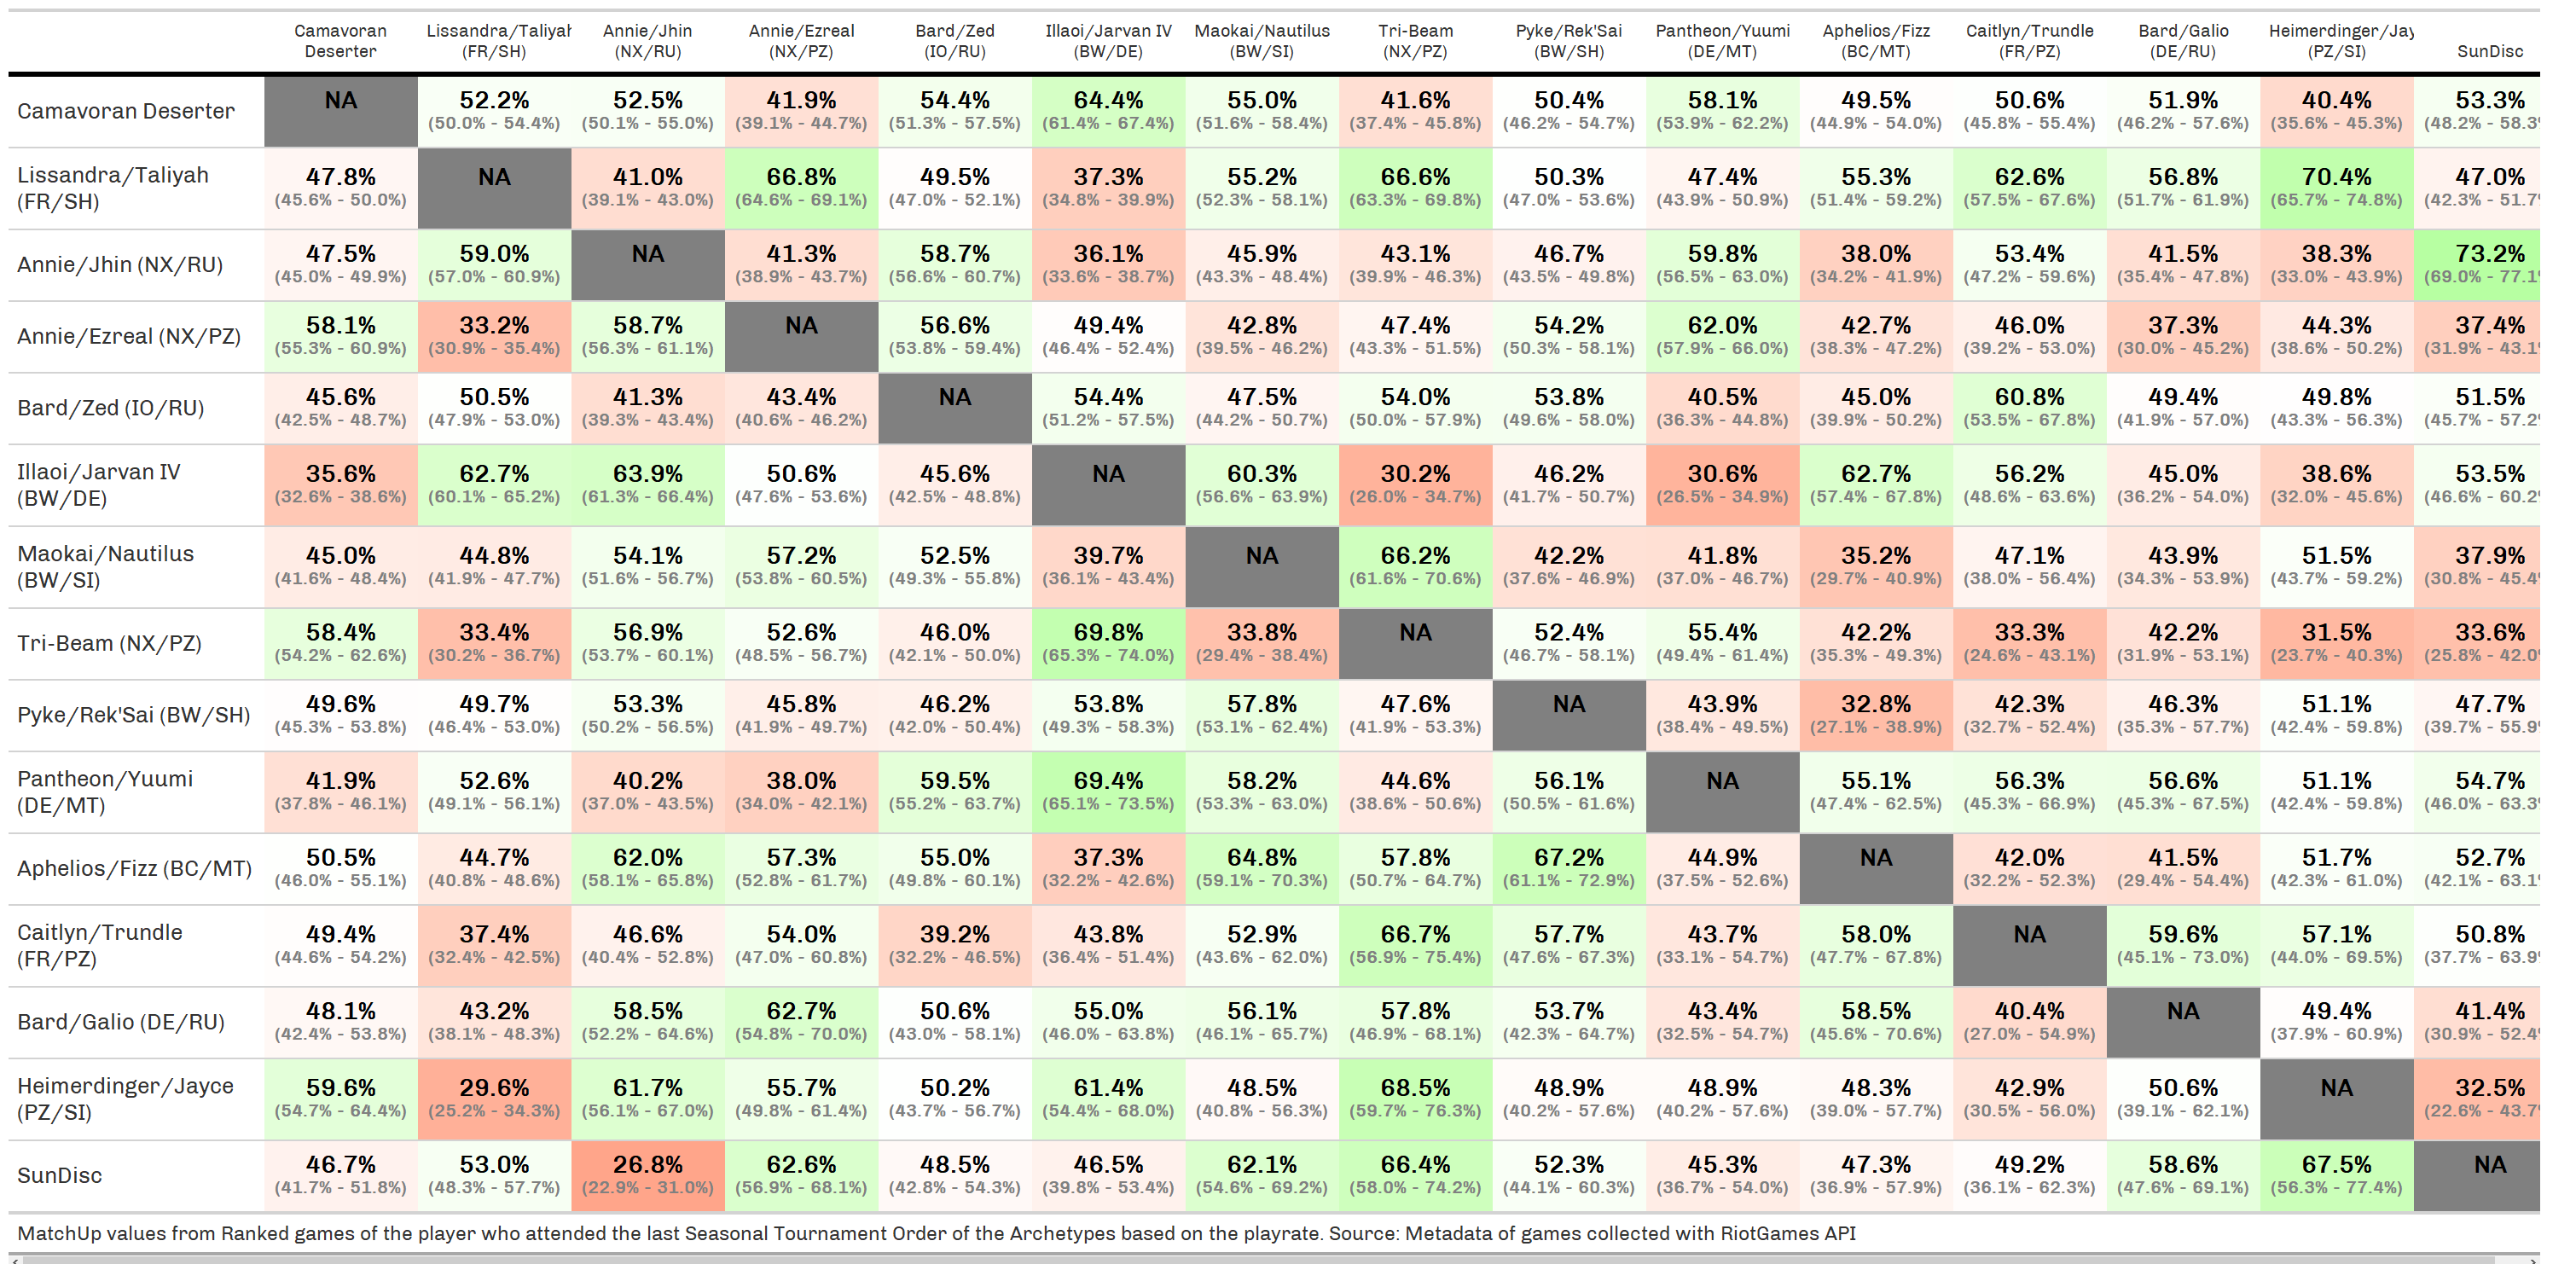 Camavoran Lissandra/Taliyah Annie/Jhin Annie/Ezreal Bard/Zed Illaoi/Jarvan IV Maokai/Nautilus Tri-Beam Pyke/Rek'Sai Pantheon/Yuumi Aphelios/Fizz Caitlyn/Trundle Bard/Galio Heimerdinger/Jay
Deserter (FR/SH) (NX/RU) (NX/PZ) (IO/RU) (BW/DE) (BW/SI) (NX/PZ) (BW/SH) (DE/MT) (BC/MT) (FR/PZ) (DE/RU) (PZ/SI) SunDisc
Camavoran Deserter NA 52.2% 52.5% 41.9% 54.4% 64.4% 55.0% 41.6% 50.4% 58.1% 49.5% 50.6% 51.9% 40.4% 53.3%
(50.0% - 54.4%) (50.1% - 55.0%) (39.1% - 44.7%) (51.3% - 57.5%) (61.4% - 67.4%) (51.6% - 58.4%) (37.4% - 45.8%) (46.2% - 54.7%) (53.9% - 62.2%) (44.9% - 54.0%) (45.8% - 55.4%) (46.2% - 57.6%) (35.6% - 45.3%) (48.2% - 58.3
Lissandra/Taliyah 47.8% NA 41.0% 66.8% 49.5% 37.3% 55.2% 66.6% 50.3% 47.4% 55.3% 62.6% 56.8% 70.4% 47.0%
(FR/SH) (45.6% - 50.0%) (39.1% - 43.0%) (64.6% - 69.1%) (47.0% - 52.1%) (34.8% - 39.9%) (52.3% - 58.1%) (63.3% - 69.8%) (47.0% - 53.6%) (43.9% - 50.9%) (51.4% - 59.2%) (57.5% - 67.6%) (51.7% - 61.9%) (65.7% - 74.8%) (42.3% - 51.7
Annie/Jhin (NX/RU) 47.5% 59.0% NA 41.3% 58.7% 36.1% 45.9% 43.1% 46.7% 59.8% 38.0% 53.4% 41.5% 38.3% 73.2%
(45.0% - 49.9%) (57.0% - 60.9%) (38.9% - 43.7%) (56.6% - 60.7%) (33.6% - 38.7%) (43.3% - 48.4%) (39.9% - 46.3%) (43.5% - 49.8%) (56.5% - 63.0%) (34.2% - 41.9%) (47.2% - 59.6%) (35.4% - 47.8%) (33.0% - 43.9%) (69.0% - 77.1
Annie/Ezreal (NX/PZ) 58.1% 33.2% 58.7% NA 56.6% 49.4% 42.8% 47.4% 54.2% 62.0% 42.7% 46.0% 37.3% 44.3% 37.4%
(55.3% - 60.9%) (30.9% - 35.4%) (56.3% - 61.1%) (53.8% - 59.4%) (46.4% - 52.4%) (39.5% - 46.2%) (43.3% - 51.5%) (50.3% - 58.1%) (57.9% - 66.0%) (38.3% - 47.2%) (39.2% - 53.0%) (30.0% - 45.2%) (38.6% - 50.2%) (31.9% - 43.1
Bard/Zed (IO/RU) 45.6% 50.5% 41.3% 43.4% NA 54.4% 47.5% 54.0% 53.8% 40.5% 45.0% 60.8% 49.4% 49.8% 51.5%
(42.5% - 48.7%) (47.9% - 53.0%) (39.3% - 43.4%) (40.6% - 46.2%) (51.2% - 57.5%) (44.2% - 50.7%) (50.0% - 57.9%) (49.6% - 58.0%) (36.3% - 44.8%) (39.9% - 50.2%) (53.5% - 67.8%) (41.9% - 57.0%) (43.3% - 56.3%) (45.7% - 57.2
Illaoi/Jarvan IV 35.6% 62.7% 63.9% 50.6% 45.6% NA 60.3% 30.2% 46.2% 30.6% 62.7% 56.2% 45.0% 38.6% 53.5%
(BW/DE) (32.6% - 38.6%) (60.1% - 65.2%) (61.3% - 66.4%) (47.6% - 53.6%) (42.5% - 48.8%) (56.6% - 63.9%) (26.0% - 34.7%) (41.7% - 50.7%) (26.5% - 34.9%) (57.4% - 67.8%) (48.6% - 63.6%) (36.2% - 54.0%) (32.0% - 45.6%) (46.6% - 60.2
Maokai/Nautilus 45.0% 44.8% 54.1% 57.2% 52.5% 39.7% NA 66.2% 42.2% 41.8% 35.2% 47.1% 43.9% 51.5% 37.9%
(BW/SI) (41.6% - 48.4%) (41.9% - 47.7%) (51.6% - 56.7%) (53.8% - 60.5%) (49.3% - 55.8%) (36.1% - 43.4%) (61.6% - 70.6%) (37.6% - 46.9%) (37.0% - 46.7%) (29.7% - 40.9%) (38.0% - 56.4%) (34.3% - 53.9%) (43.7% - 59.2%) (30.8% - 45.4
Tri-Beam (NX/PZ) 58.4% 33.4% 56.9% 52.6% 46.0% 69.8% 33.8% NA 52.4% 55.4% 42.2% 33.3% 42.2% 31.5% 33.6%
(54.2% - 62.6%) (30.2% - 36.7%) (53.7% - 60.1%) (48.5% - 56.7%) (42.1% - 50.0%) (65.3% - 74.0%) (29.4% - 38.4%) (46.7% - 58.1%) (49.4% - 61.4%) (35.3% - 49.3%) (24.6% - 43.1%) (31.9% - 53.1%) (23.7% - 40.3%) (25.8% - 42.0
Pyke/Rek'Sai (BW/SH) 49.6% 49.7% 53.3% 45.8% 46.2% 53.8% 57.8% 47.6% NA 43.9% 32.8% 42.3% 46.3% 51.1% 47.7%
(45.3% - 53.8%) (46.4% - 53.0%) (50.2% - 56.5%) (41.9% - 49.7%) (42.0% - 50.4%) (49.3% - 58.3%) (53.1% - 62.4%) (41.9% - 53.3%) (38.4% - 49.5%) (27.1% - 38.9%) (32.7% - 52.4%) (35.3% - 57.7%) (42.4% - 59.8%) (39.7% - 55.9
Pantheon/Yuumi 41.9% 52.6% 40.2% 38.0% 59.5% 69.4% 58.2% 44.6% 56.1% NA 55.1% 56.3% 56.6% 51.1% 54.7%
(DE/MT) (37.8% - 46.1%) (49.1% - 56.1%) (37.0% - 43.5%) (34.0% - 42.1%) (55.2% - 63.7%) (65.1% - 73.5%) (53.3% - 63.0%) (38.6% - 50.6%) (50.5% - 61.6%) (47.4% - 62.5%) (45.3% - 66.9%) (45.3% - 67.5%) (42.4% - 59.8%) (46.0% - 63.3
Aphelios/Fizz (BC/MT) 50.5% 44.7% 62.0% 57.3% 55.0% 37.3% 64.8% 57.8% 67.2% 44.9% NA 42.0% 41.5% 51.7% 52.7%
(46.0% - 55.1%) (40.8% - 48.6%) (58.1% - 65.8%) (52.8% - 61.7%) (49.8% - 60.1%) (32.2% - 42.6%) (59.1% - 70.3%) (50.7% - 64.7%) (61.1% - 72.9%) (37.5% - 52.6%) (32.2% - 52.3%) (29.4% - 54.4%) (42.3% - 61.0%) (42.1% - 63.1
Caitlyn/Trundle 49.4% 37.4% 46.6% 54.0% 39.2% 43.8% 52.9% 66.7% 57.7% 43.7% 58.0% NA 59.6% 57.1% 50.8%
(FR/PZ) (44.6% - 54.2%) (32.4% - 42.5%) (40.4% - 52.8%) (47.0% - 60.8%) (32.2% - 46.5%) (36.4% - 51.4%) (43.6% - 62.0%) (56.9% - 75.4%) (47.6% - 67.3%) (33.1% - 54.7%) (47.7% - 67.8%) (45.1% - 73.0%) (44.0% - 69.5%) (37.7% - 63.9
Bard/Galio (DE/RU) 48.1% 43.2% 58.5% 62.7% 50.6% 55.0% 56.1% 57.8% 53.7% 43.4% 58.5% 40.4% NA 49.4% 41.4%
(42.4% - 53.8%) (38.1% - 48.3%) (52.2% - 64.6%) (54.8% - 70.0%) (43.0% - 58.1%) (46.0% - 63.8%) (46.1% - 65.7%) (46.9% - 68.1%) (42.3% - 64.7%) (32.5% - 54.7%) (45.6% - 70.6%) (27.0% - 54.9%) (37.9% - 60.9%) (30.9% - 52.4
Heimerdinger/Jayce 59.6% 29.6% 61.7% 55.7% 50.2% 61.4% 48.5% 68.5% 48.9% 48.9% 48.3% 42.9% 50.6% NA 32.5%
(PZ/SI) (54.7% - 64.4%) (25.2% - 34.3%) (56.1% - 67.0%) (49.8% - 61.4%) (43.7% - 56.7%) (54.4% - 68.0%) (40.8% - 56.3%) (59.7% - 76.3%) (40.2% - 57.6%) (40.2% - 57.6%) (39.0% - 57.7%) (30.5% - 56.0%) (39.1% - 62.1%) (22.6% - 43.7
SunDisc 46.7% 53.0% 26.8% 62.6% 48.5% 46.5% 62.1% 66.4% 52.3% 45.3% 47.3% 49.2% 58.6% 67.5% NA
(41.7% - 51.8%) (48.3% - 57.7%) (22.9% - 31.0%) (56.9% - 68.1%) (42.8% - 54.3%) (39.8% - 53.4%) (54.6% - 69.2%) (58.0% - 74.2%) (44.1% - 60.3%) (36.7% - 54.0%) (36.9% - 57.9%) (36.1% - 62.3%) (47.6% - 69.1%) (56.3% - 77.4%)
MatchUp values from Ranked games of the player who attended the last Seasonal Tournament Order of the Archetypes based on the playrate. Source: Metadata of games collected with RiotGames API